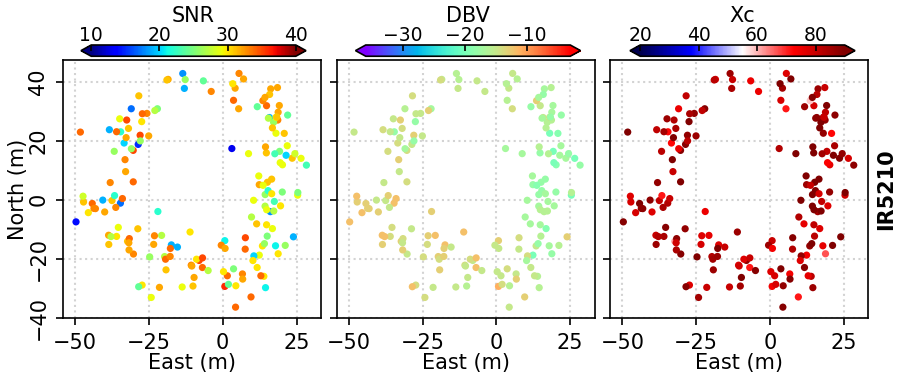 SNR DBV Xc
10 20 30 40 −30 −20 −10 20 40 60 80
40
20
0
−20
−40
North (m)
IR5210
−50 −25 0 25 −50 −25 0 25 −50 −25 0 25
East (m) East (m) East (m)